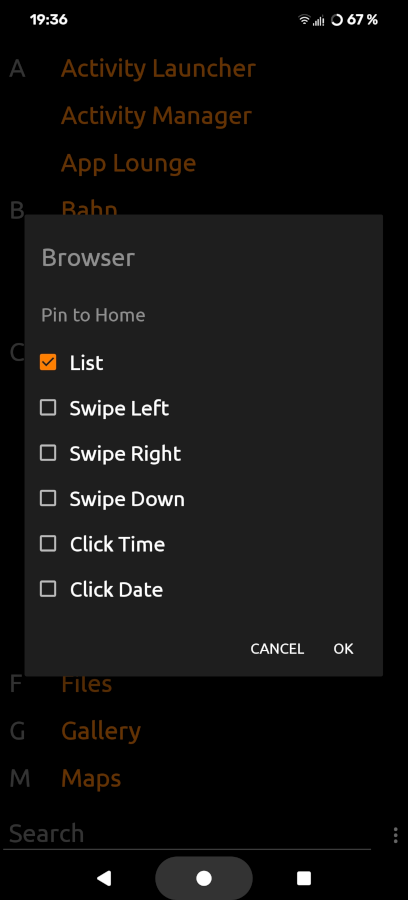 19:36 67 %
A Activity Launcher
Activity Manager
App Lounge
B Bahn
Browser
Pin to Home
C
List
Swipe Left
Swipe Right
Swipe Down
Click Time
Click Date
CANCEL OK
F Files
G Gallery
M Maps
Search